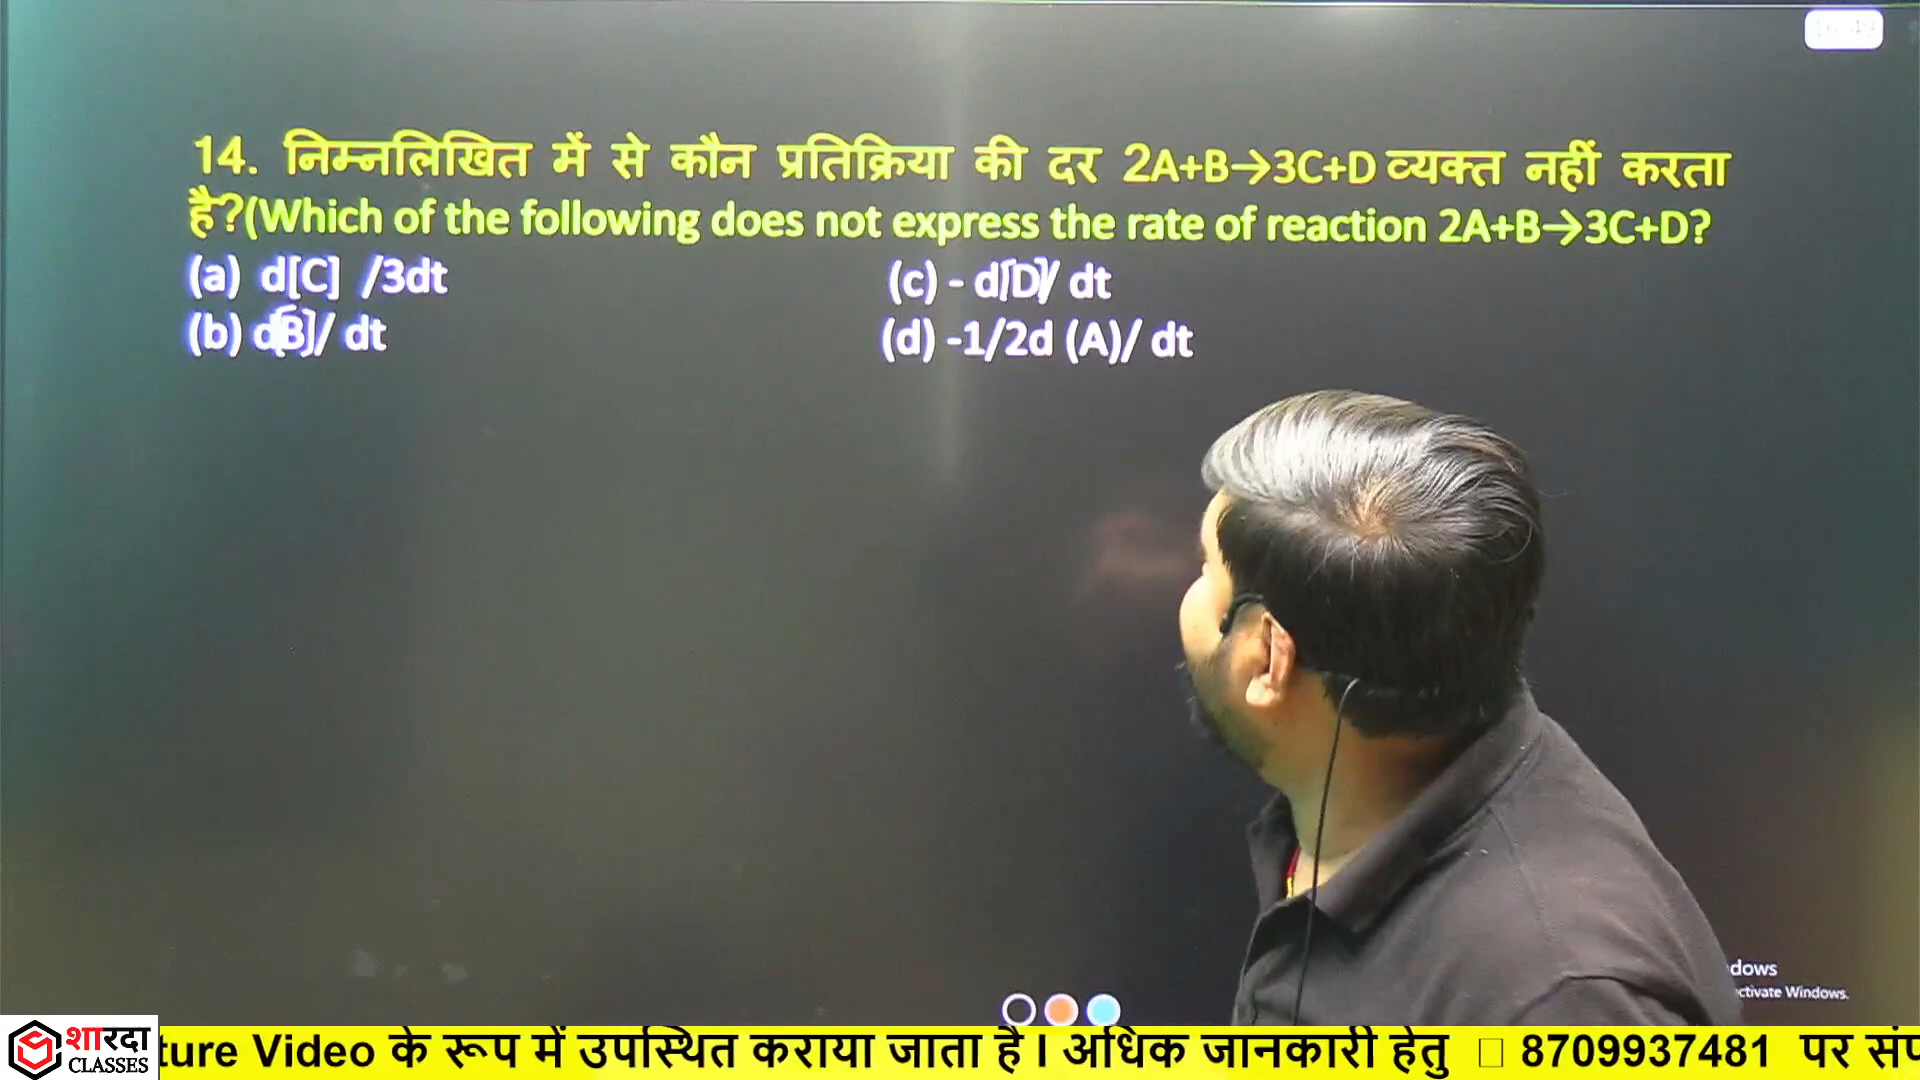 14. निम्नलिखित में से कौन प्रतिक्रिया की दर 2A+B→3C+D व्यक्त नहीं करता
है?(Which of the following does not express the rate of reaction 2A+B→3C+D?
(a) d[C] /3dt
(c) - d[D]/ dt
(b) d[B]/ dt
(d) -1/2d (A)/ dt
dows
ctivate Windows.
शारदा
CLASSES
ture Video के रूप में उपस्थित कराया जाता है l अधिक जानकारी हेतु 8709937481 पर संप